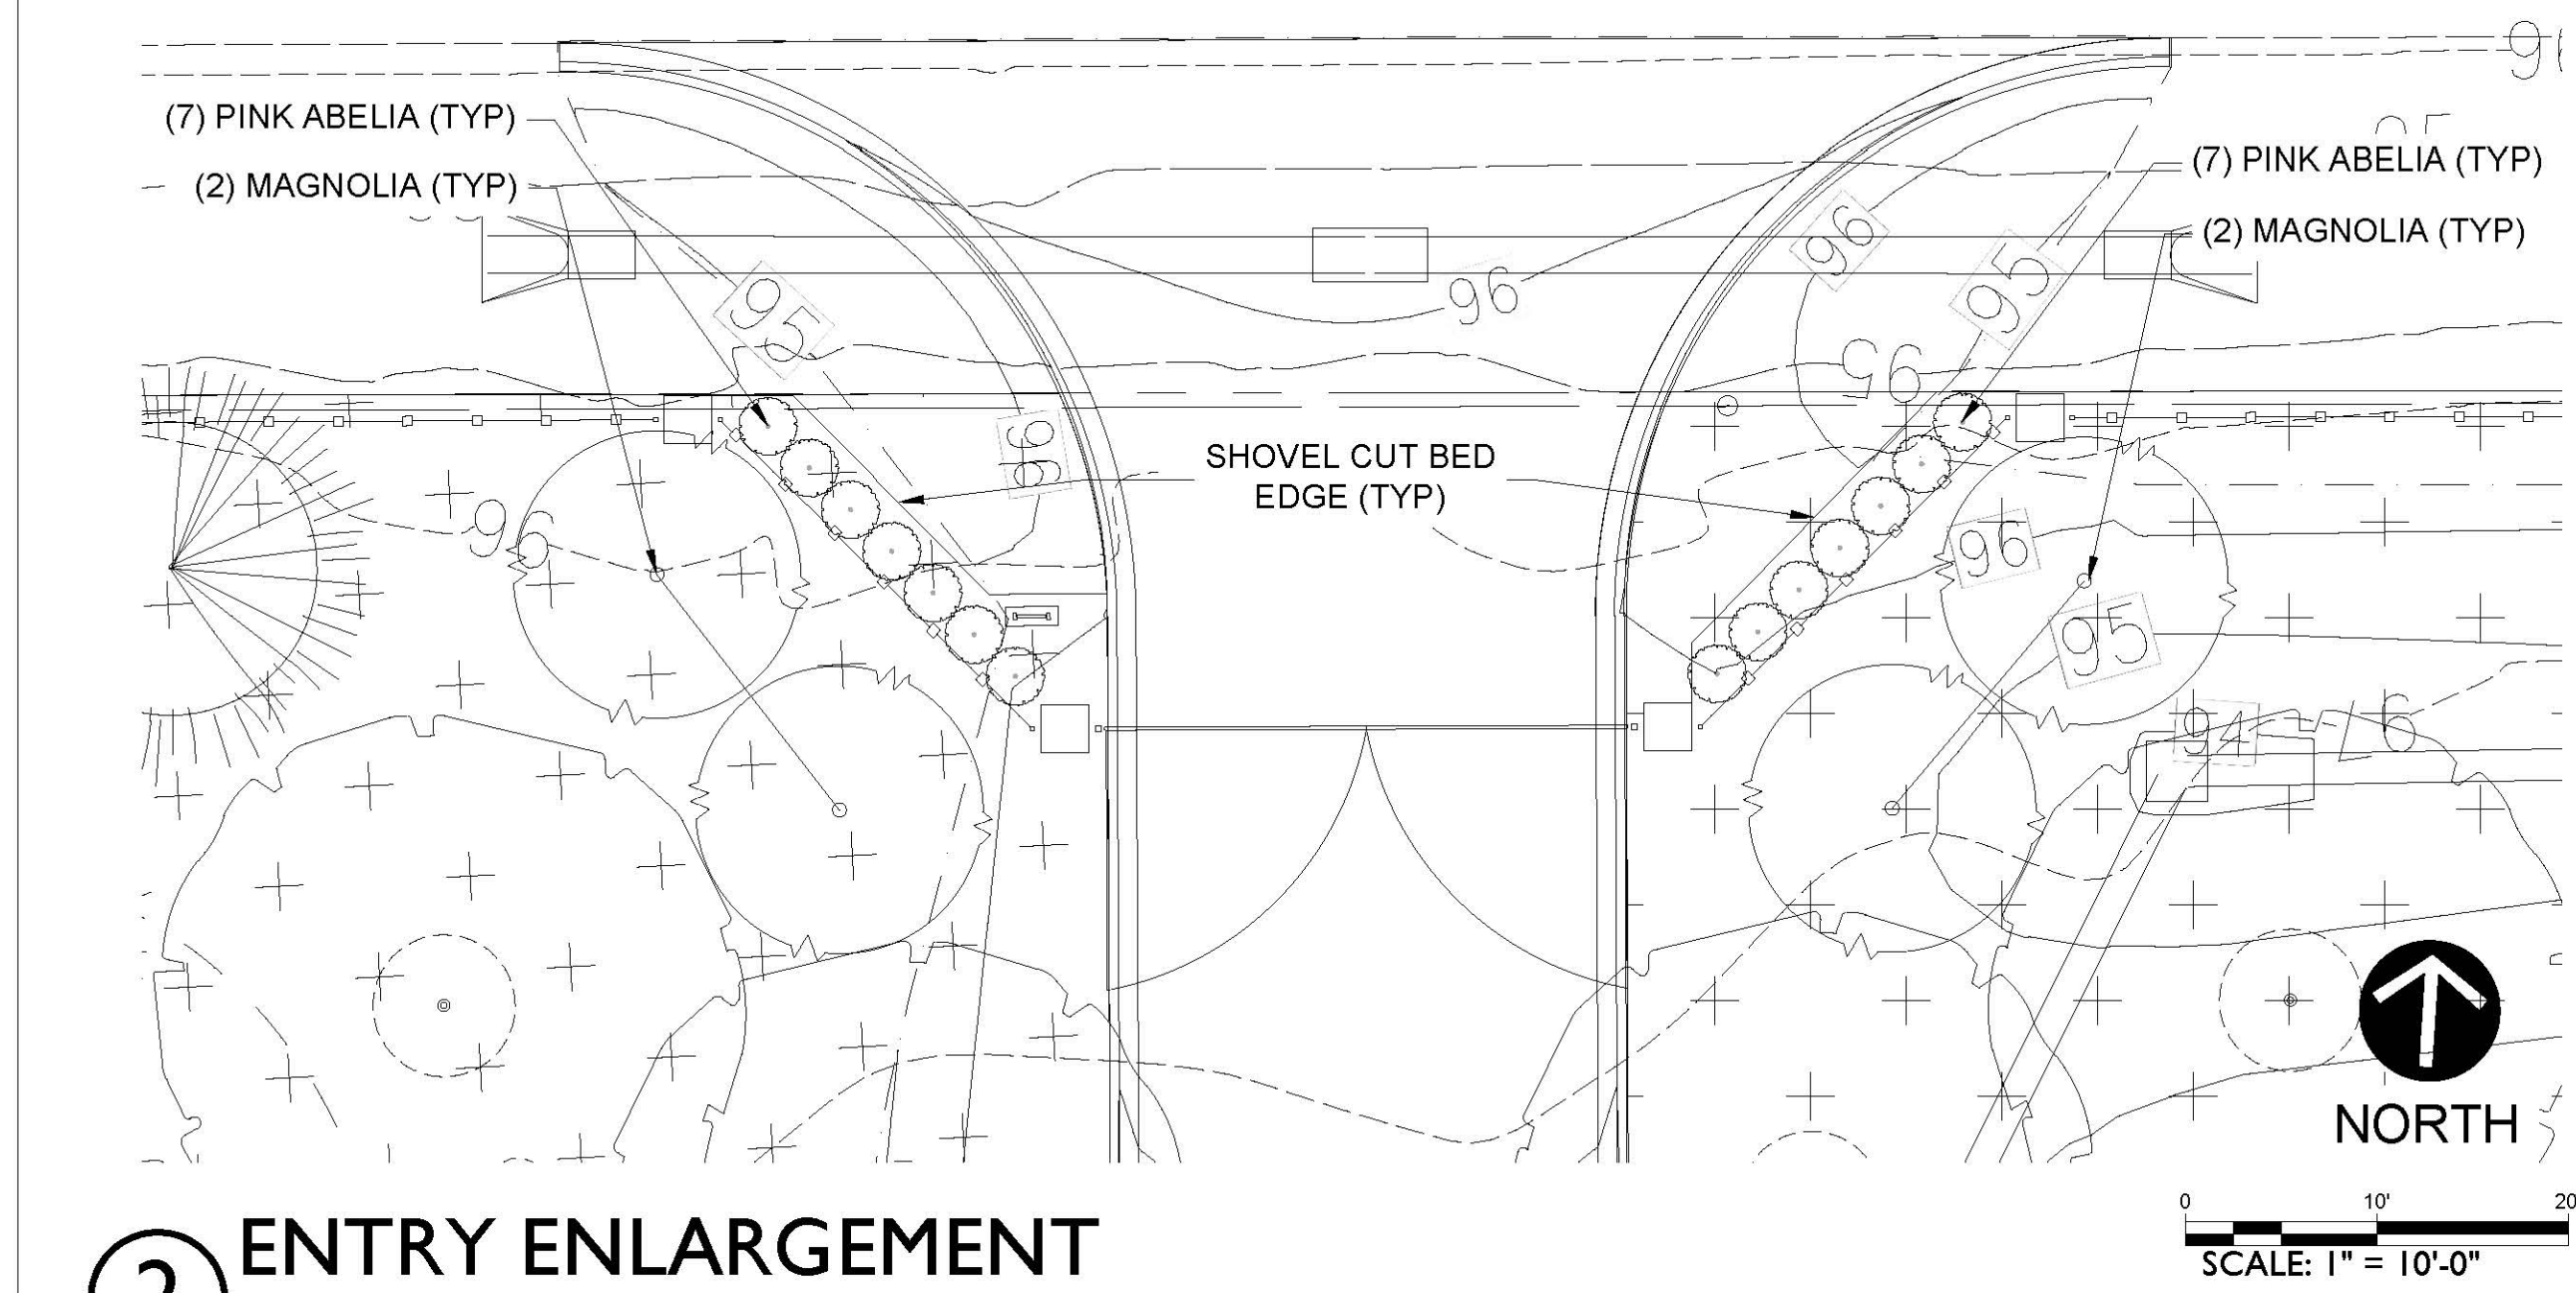 96
(7) PINK ABELIA (TYP)
(2) MAGNOLIA (TYP)
(7) PINK ABELIA (TYP)
(2) MAGNOLIA (TYP)
96
95
95
96
95
96
SHOVEL CUT BED
EDGE (TYP)
96
96
95
94
97
NORTH
0 10' 20
ENTRY ENLARGEMENT
SCALE: 1" = 10'-0"